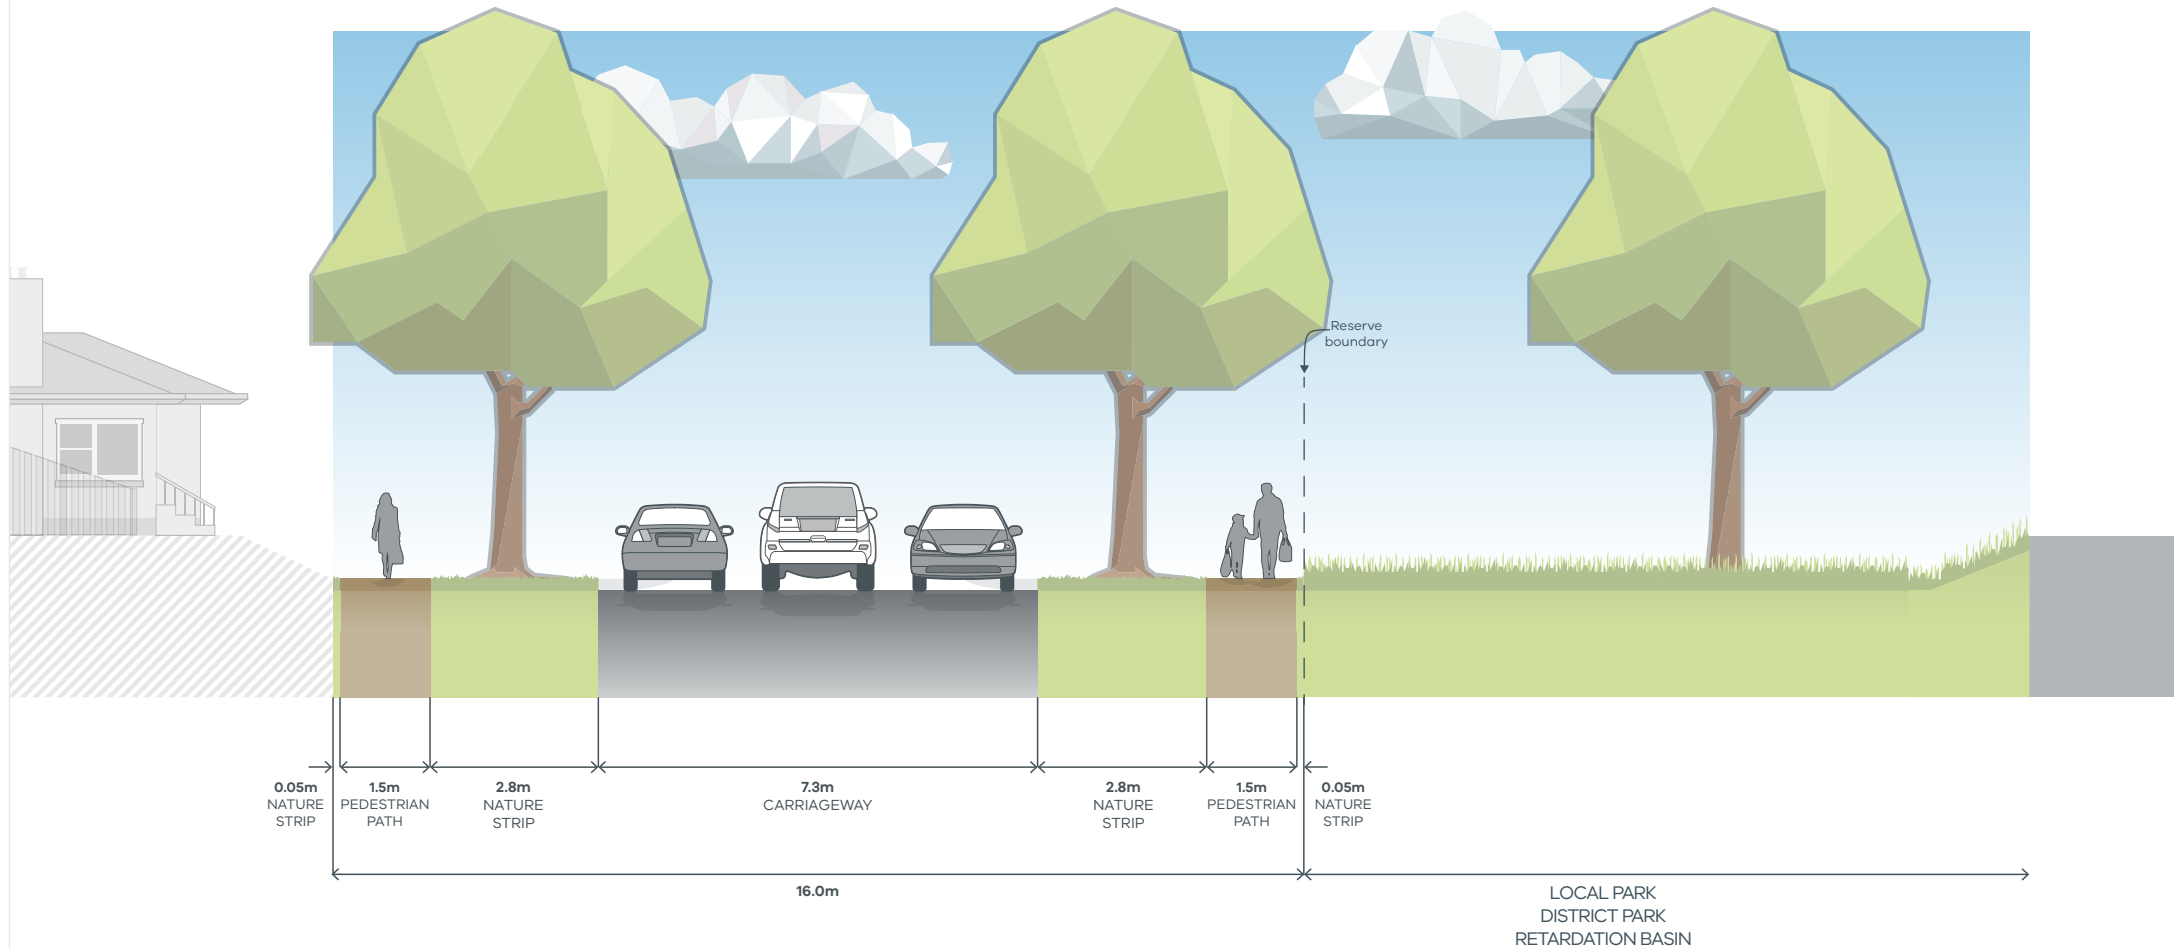 Reserve
boundary
0.05m
NATURE
STRIP
1.5m
PEDESTRIAN
PATH
2.8m
NATURE
STRIP
7.3m
CARRIAGEWAY
2.8m
NATURE
STRIP
1.5m
PEDESTRIAN
PATH
0.05m
NATURE
STRIP
16.0m
LOCAL PARK
DISTRICT PARK
RETARDATION BASIN